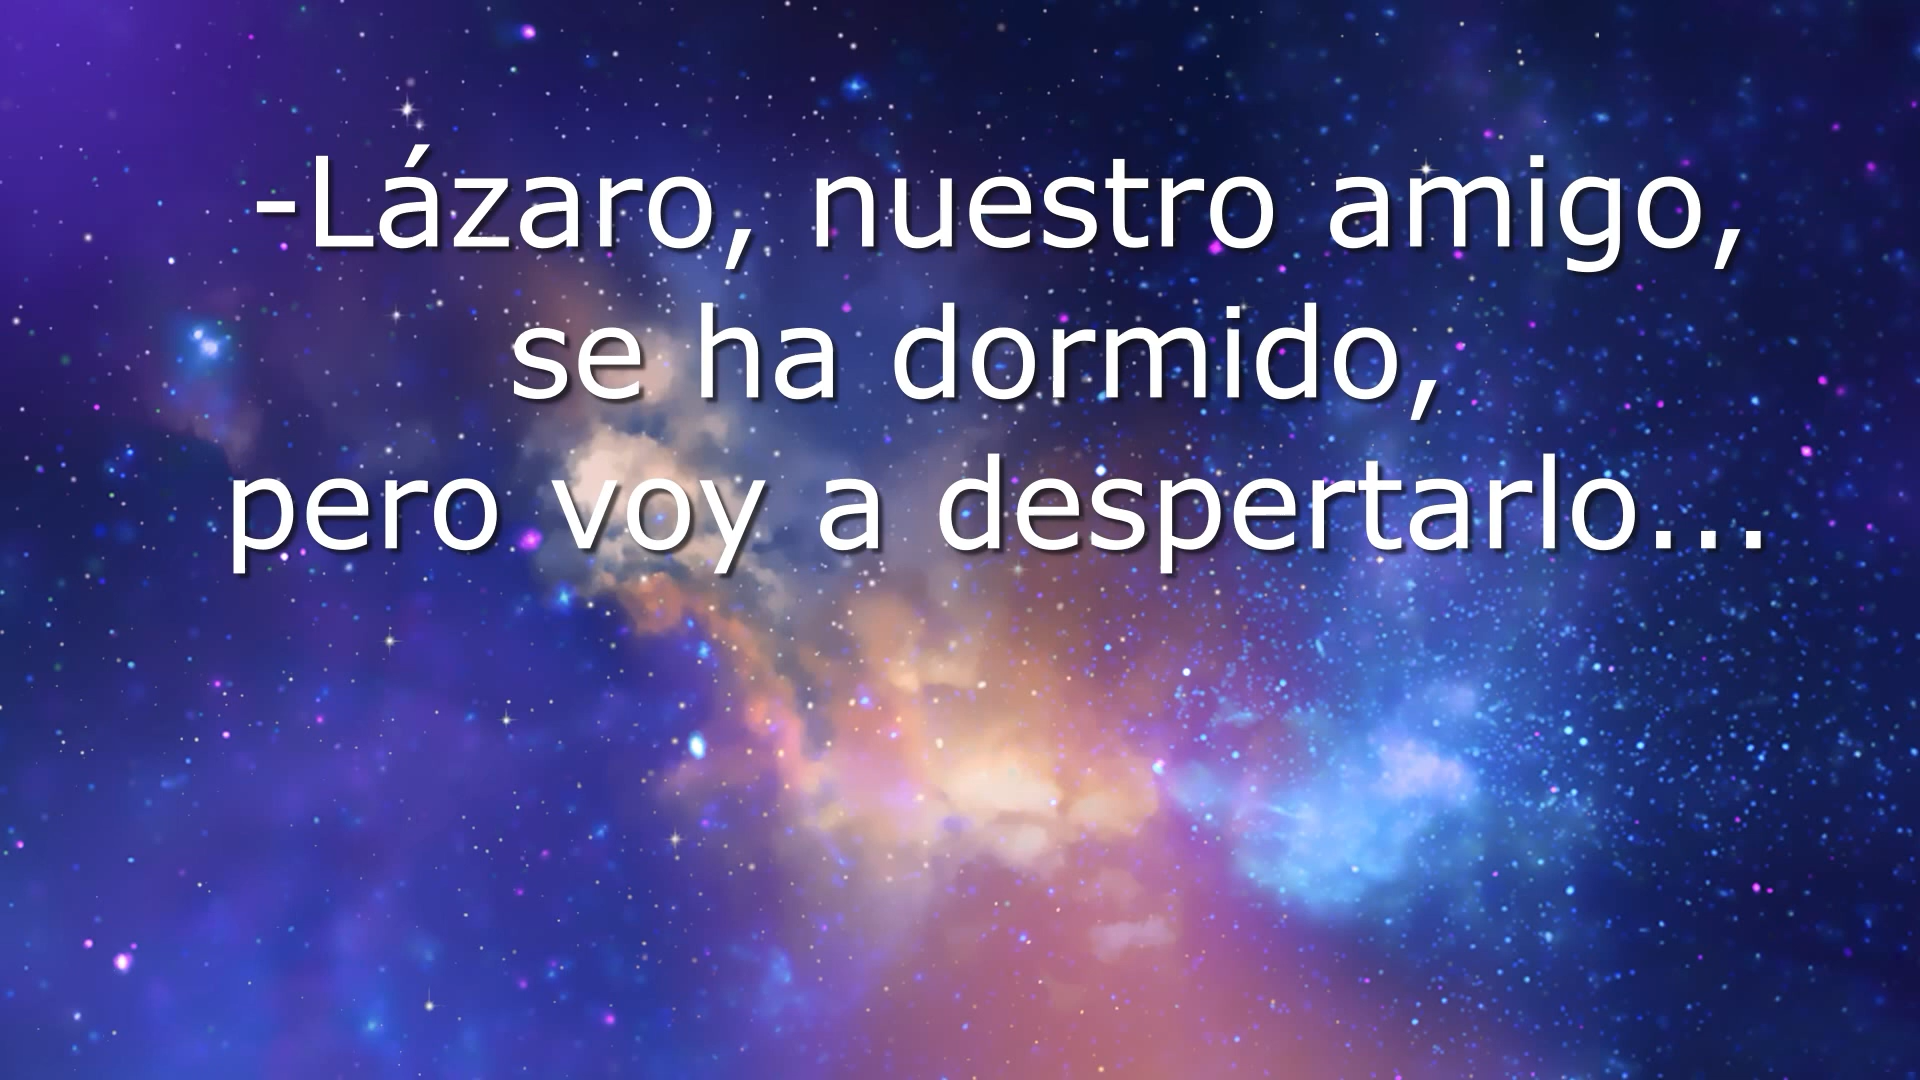 -Lázaro, nuestro amigo,
se ha dormido,
pero voy a despertarlo...